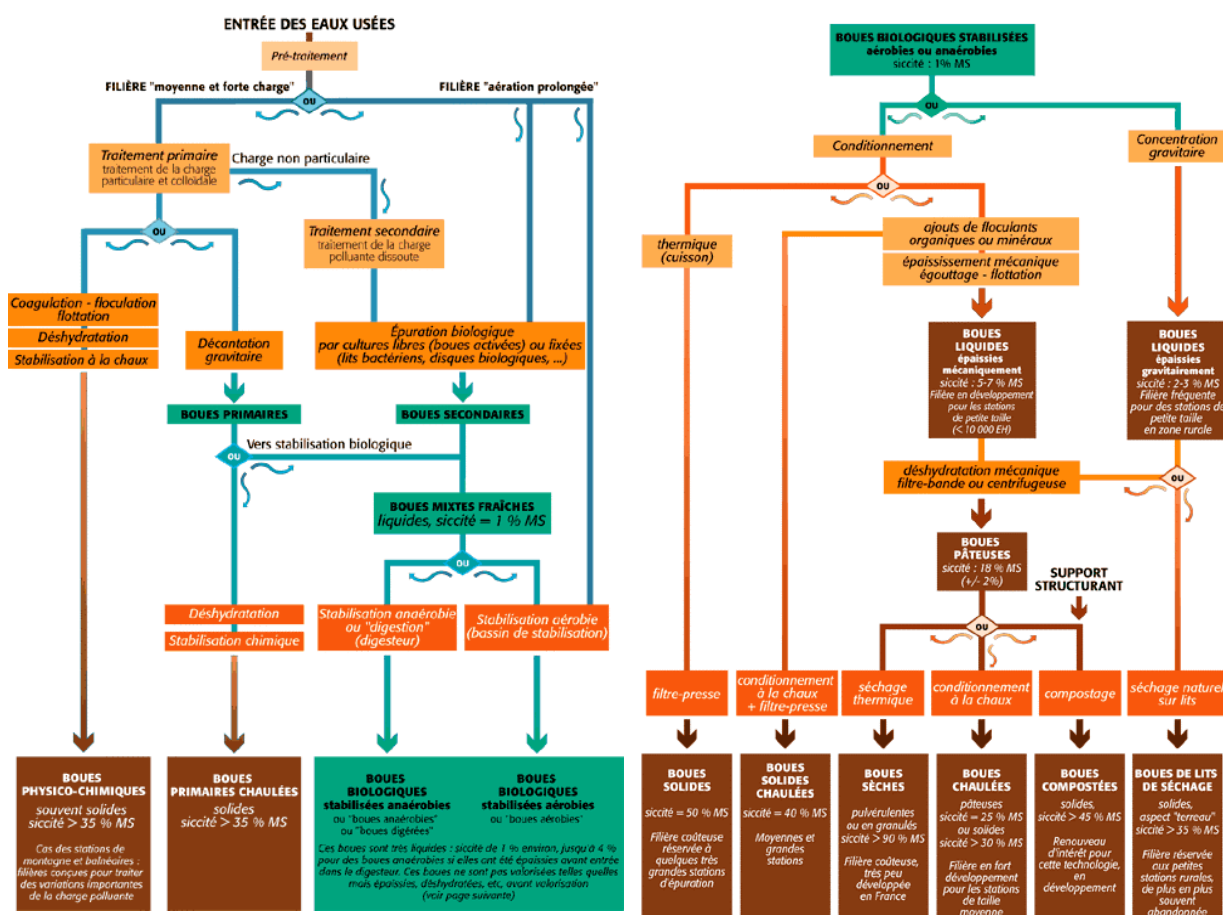 ENTRÉE DES EAUX USÉES
Pré-traitement
FILIÈRE "moyenne et forte charge"
FILIÈRE "aération prolongée"
OU
Traitement primaire
traitement de la charge
particulaire et colloïdale
Charge non particulaire
OU
Traitement secondaire
traitement de la charge
polluante dissoute
Coagulation - floculation
flottation
Déshydratation
Stabilisation à la chaux
Décantation
gravitaire
Épuration biologique
par cultures libres (boues activées) ou fixées
(lits bactériens, disques biologiques, ...)
BOUES PRIMAIRES
BOUES SECONDAIRES
Vers stabilisation biologique
OU
BOUES MIXTES FRAÎCHES
liquides, siccité = 1 % MS
OU
Déshydratation
Stabilisation chimique
Stabilisation anaérobie
ou "digestion"
(digesteur)
Stabilisation aérobie
(bassin de stabilisation)
BOUES
PHYSICO-CHIMIQUES
souvent solides
siccité > 35 % MS
Cas des stations de
montagne et balnéaires :
filières conçues pour traiter
des variations importantes
de la charge polluante
BOUES
PRIMAIRES CHAULÉES
solides
siccité > 35 % MS
BOUES
BIOLOGIQUES
stabilisées anaérobies
ou "boues anaérobies"
ou "boues digérées"
BOUES
BIOLOGIQUES
stabilisées aérobies
ou "boues aérobies"
Ces boues sont très liquides : siccité de 1 % environ, jusqu'à 4 %
pour des boues anaérobies si elles ont été épaissies avant entrée
dans le digesteur. Ces boues ne sont pas valorisées telles quelles
mais épaissies, déshydratées, etc, avant valorisation
(voir page suivante)
BOUES BIOLOGIQUES STABILISÉES
aérobies ou anaérobies
siccité : 1% MS
OU
Conditionnement
Concentration
gravitaire
OU
thermique
(cuisson)
ajouts de floculants
organiques ou minéraux
épaississement mécanique
égouttage - flottation
BOUES
LIQUIDES
épaissies
mécaniquement
siccité : 5-7 % MS
Filière en développement
pour les stations
de petite taille
(< 10 000 EH)
BOUES
LIQUIDES
épaissies
gravitairement
siccité : 2-3 % MS
Filière fréquente
pour des stations de
petite taille
en zone rurale
déshydratation mécanique
filtre-bande ou centrifugeuse
OU
BOUES
PÂTEUSES
siccité : 18 % MS
(+/- 2%)
SUPPORT
STRUCTURANT
OU
filtre-presse
conditionnement
à la chaux
+ filtre-presse
séchage
thermique
conditionnement
à la chaux
compostage
séchage naturel
sur lits
BOUES
SOLIDES
siccité = 50 % MS
Filière coûteuse
réservée à
quelques très
grandes stations
d'épuration
BOUES
SOLIDES
CHAULÉES
siccité = 40 % MS
Moyennes et
grandes
stations
BOUES
SÈCHES
pulvérulentes
ou en granulés
siccité > 90 % MS
Filière coûteuse,
très peu
développée
en France
BOUES
CHAULÉES
pâteuses
siccité = 25 % MS
ou solides
siccité > 30 % MS
Filière en fort
développement
pour les stations
de taille
moyenne
BOUES
COMPOSTÉES
solides,
siccité > 45 % MS
Renouveau
d'intérêt pour
cette technologie,
en
développement
BOUES DE LITS
DE SÉCHAGE
solides,
aspect "terreau"
siccité > 35 % MS
Filière réservée
aux petites
stations rurales,
de plus en plus
souvent
abandonnée